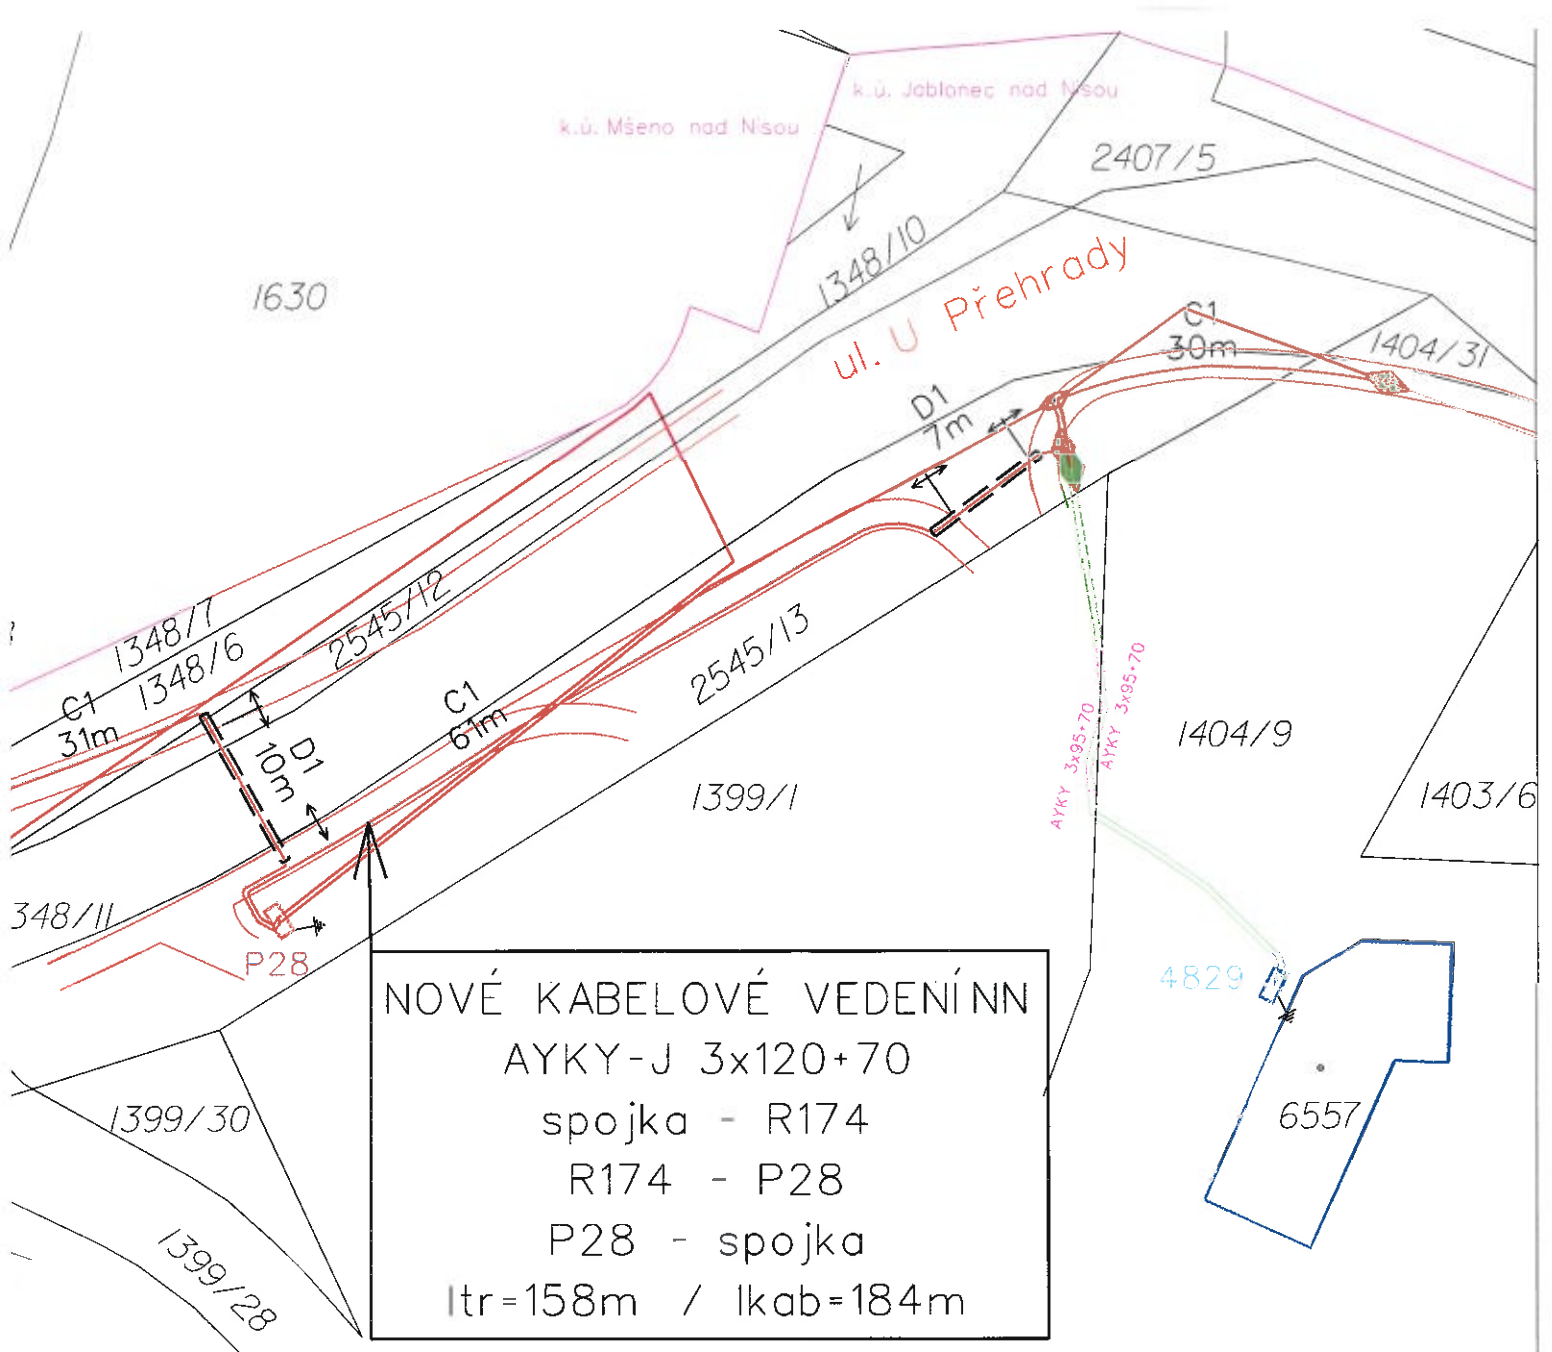 k.ú. Jablonec nad Nisou
k.ú. Mšeno nad Nisou
2407/5
1348/10
1630
ul. U Přehrady
C1
30m
1404/31
D1
7m
1348/7
1348/6
2545/12
2545/13
C1
31m
C1
61m
D1
10m
AYKY 3x95+70
AYKY 3x95+70
1404/9
1399/1
1403/6
348/11
P28
4829
6557
NOVÉ KABELOVÉ VEDENÍ NN
AYKY-J 3x120+70
spojka - R174
R174 - P28
P28 - spojka
ltr=158m / lkab=184m
1399/30
1399/28